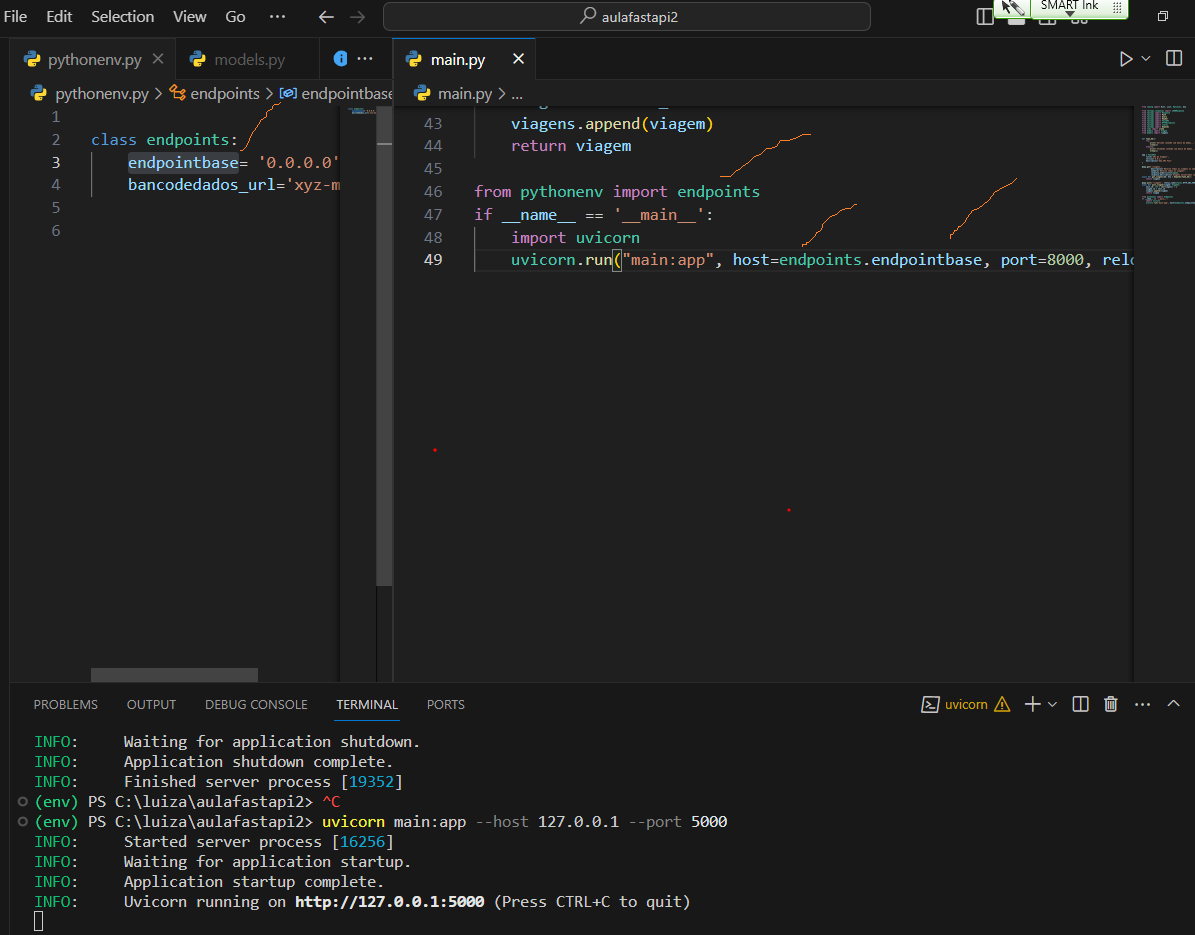 File Edit Selection View Go ··· aulafastapi2 SMART Ink
pythonenv.py models.py ···
pythonenv.py > endpoints > endpointbase
1
2 class endpoints:
3 endpointbase= '0.0.0.0'
4 bancodedados_url='xyz-m
5
6
main.py
main.py > ...
43 viagens.append(viagem)
44 return viagem
45
46 from pythonenv import endpoints
47 if __name__ == '__main__':
48 import uvicorn
49 uvicorn.run("main:app", host=endpoints.endpointbase, port=8000, relo
PROBLEMS OUTPUT DEBUG CONSOLE TERMINAL PORTS uvicorn ···
INFO: Waiting for application shutdown.
INFO: Application shutdown complete.
INFO: Finished server process [19352]
(env) PS C:\luiza\aulafastapi2> ^C
(env) PS C:\luiza\aulafastapi2> uvicorn main:app --host 127.0.0.1 --port 5000
INFO: Started server process [16256]
INFO: Waiting for application startup.
INFO: Application startup complete.
INFO: Uvicorn running on http://127.0.0.1:5000 (Press CTRL+C to quit)